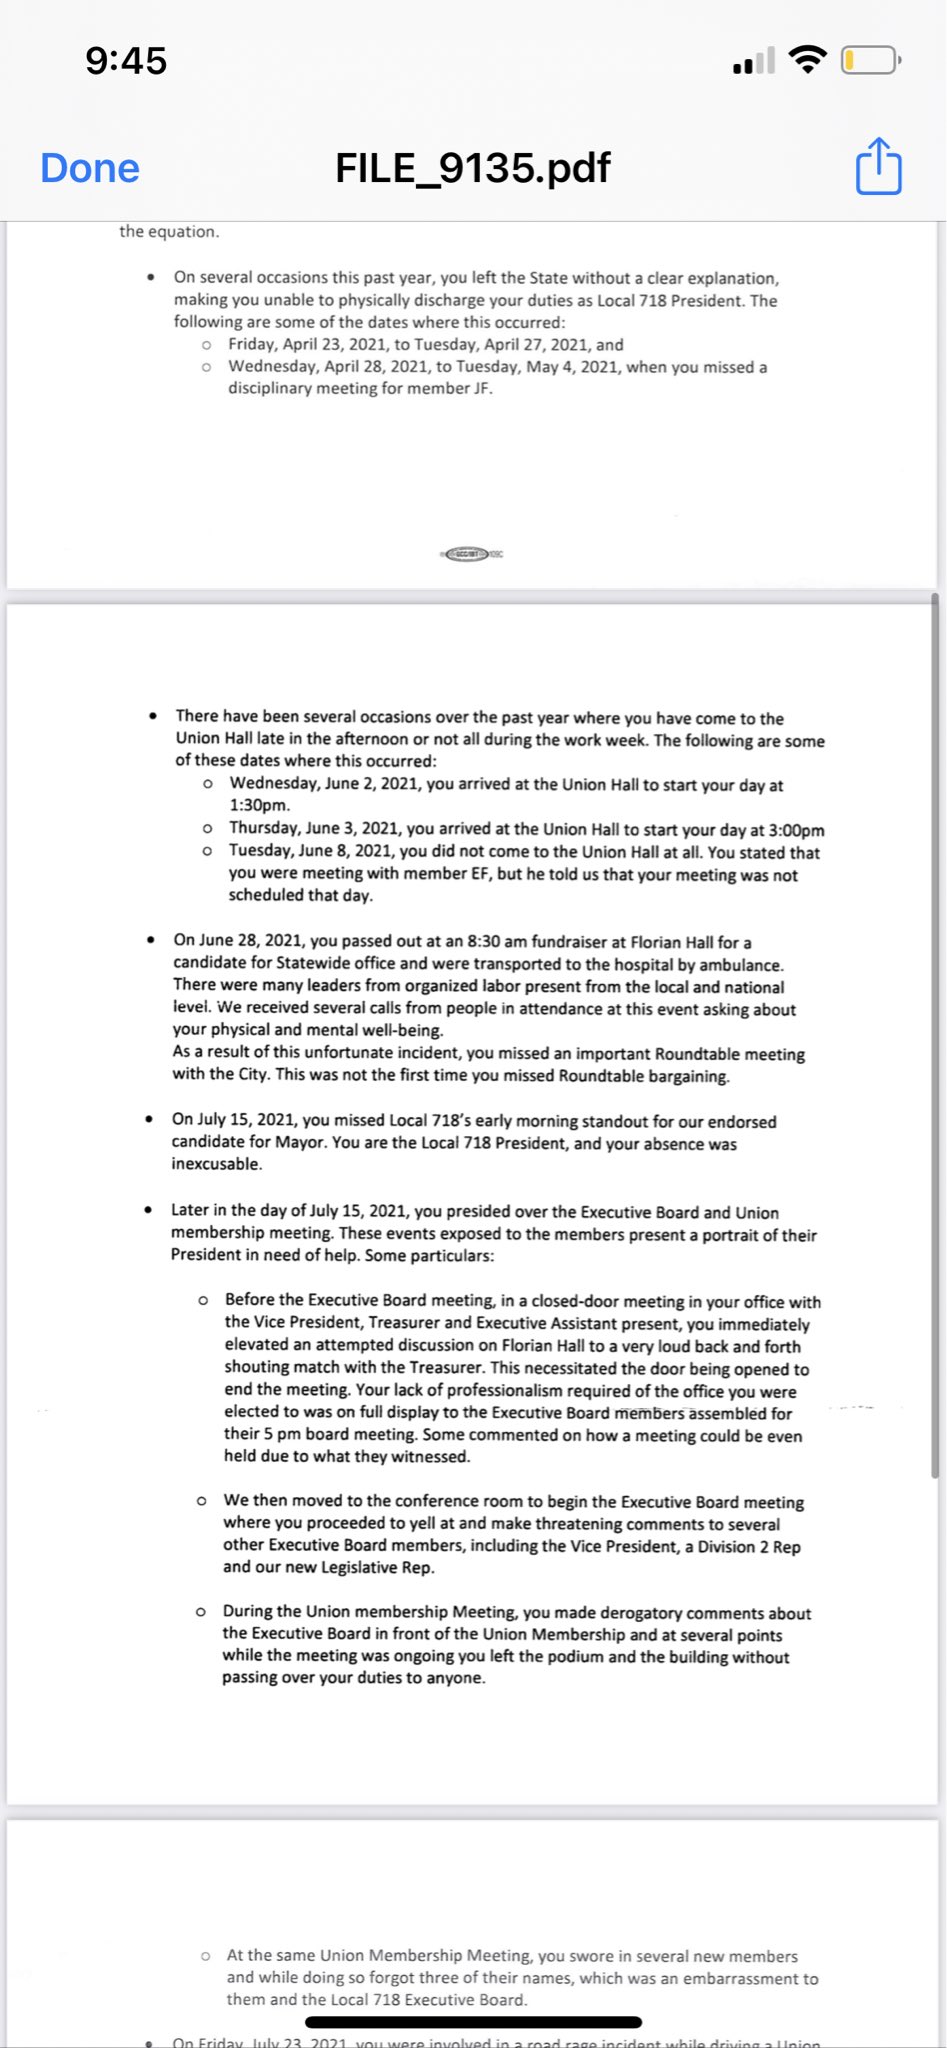 9:45
Done
FILE_9135.pdf
the equation.
• On several occasions this past year, you left the State without a clear explanation,
making you unable to physically discharge your duties as Local 718 President. The
following are some of the dates where this occurred:
o Friday, April 23, 2021, to Tuesday, April 27, 2021, and
o Wednesday, April 28, 2021, to Tuesday, May 4, 2021, when you missed a
disciplinary meeting for member JF.
• There have been several occasions over the past year where you have come to the
Union Hall late in the afternoon or not all during the work week. The following are some
of these dates where this occurred:
o Wednesday, June 2, 2021, you arrived at the Union Hall to start your day at
1:30pm.
o Thursday, June 3, 2021, you arrived at the Union Hall to start your day at 3:00pm
o Tuesday, June 8, 2021, you did not come to the Union Hall at all. You stated that
you were meeting with member EF, but he told us that your meeting was not
scheduled that day.
• On June 28, 2021, you passed out at an 8:30 am fundraiser at Florian Hall for a
candidate for Statewide office and were transported to the hospital by ambulance.
There were many leaders from organized labor present from the local and national
level. We received several calls from people in attendance at this event asking about
your physical and mental well-being.
As a result of this unfortunate incident, you missed an important Roundtable meeting
with the City. This was not the first time you missed Roundtable bargaining.
• On July 15, 2021, you missed Local 718's early morning standout for our endorsed
candidate for Mayor. You are the Local 718 President, and your absence was
inexcusable.
• Later in the day of July 15, 2021, you presided over the Executive Board and Union
membership meeting. These events exposed to the members present a portrait of their
President in need of help. Some particulars:
o Before the Executive Board meeting, in a closed-door meeting in your office with
the Vice President, Treasurer and Executive Assistant present, you immediately
elevated an attempted discussion on Florian Hall to a very loud back and forth
shouting match with the Treasurer. This necessitated the door being opened to
end the meeting. Your lack of professionalism required of the office you were
elected to was on full display to the Executive Board members assembled for
their 5 pm board meeting. Some commented on how a meeting could be even
held due to what they witnessed.
o We then moved to the conference room to begin the Executive Board meeting
where you proceeded to yell at and make threatening comments to several
other Executive Board members, including the Vice President, a Division 2 Rep
and our new Legislative Rep.
o During the Union membership Meeting, you made derogatory comments about
the Executive Board in front of the Union Membership and at several points
while the meeting was ongoing you left the podium and the building without
passing over your duties to anyone.
o At the same Union Membership Meeting, you swore in several new members
and while doing so forgot three of their names, which was an embarrassment to
them and the Local 718 Executive Board.
• On Friday, July 23, 2021, you were involved in a road rage incident while driving a Union